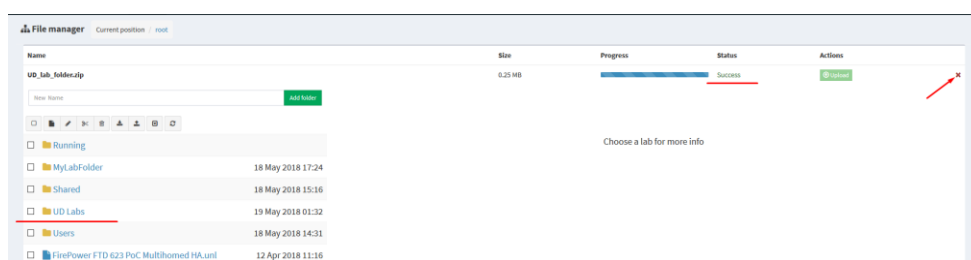 File manager Current position / root
Name Size Progress Status Actions
UD_lab_folder.zip 0.25 MB Success Upload
New Name Add folder
Choose a lab for more info
Running
MyLabFolder 18 May 2018 17:24
Shared 18 May 2018 15:16
UD Labs 19 May 2018 01:32
Users 18 May 2018 14:31
FirePower FTD 623 PoC Multihomed HA.unl 12 Apr 2018 11:16